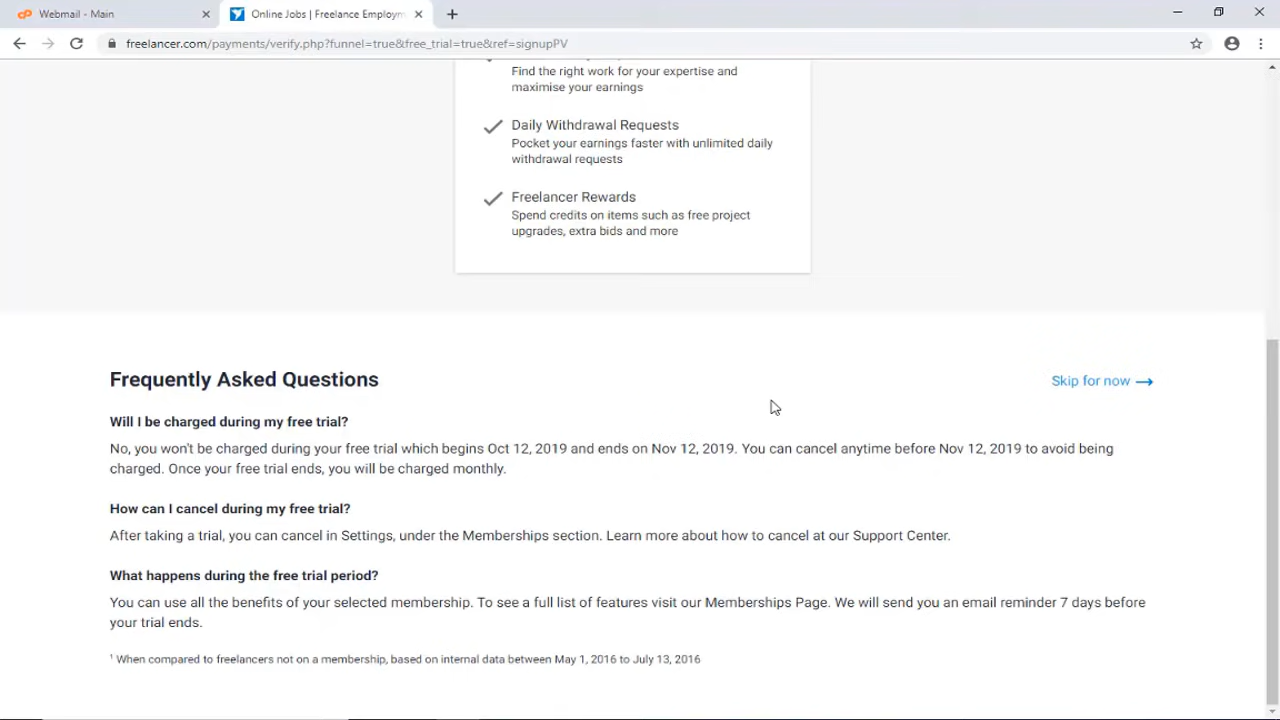 Webmail - Main
Online Jobs | Freelance Employm
freelancer.com/payments/verify.php?funnel=true&free_trial=true&ref=signupPV
Find the right work for your expertise and
maximise your earnings
Daily Withdrawal Requests
Pocket your earnings faster with unlimited daily
withdrawal requests
Freelancer Rewards
Spend credits on items such as free project
upgrades, extra bids and more
Frequently Asked Questions
Skip for now →
Will I be charged during my free trial?
No, you won't be charged during your free trial which begins Oct 12, 2019 and ends on Nov 12, 2019. You can cancel anytime before Nov 12, 2019 to avoid being
charged. Once your free trial ends, you will be charged monthly.
How can I cancel during my free trial?
After taking a trial, you can cancel in Settings, under the Memberships section. Learn more about how to cancel at our Support Center.
What happens during the free trial period?
You can use all the benefits of your selected membership. To see a full list of features visit our Memberships Page. We will send you an email reminder 7 days before
your trial ends.
¹ When compared to freelancers not on a membership, based on internal data between May 1, 2016 to July 13, 2016